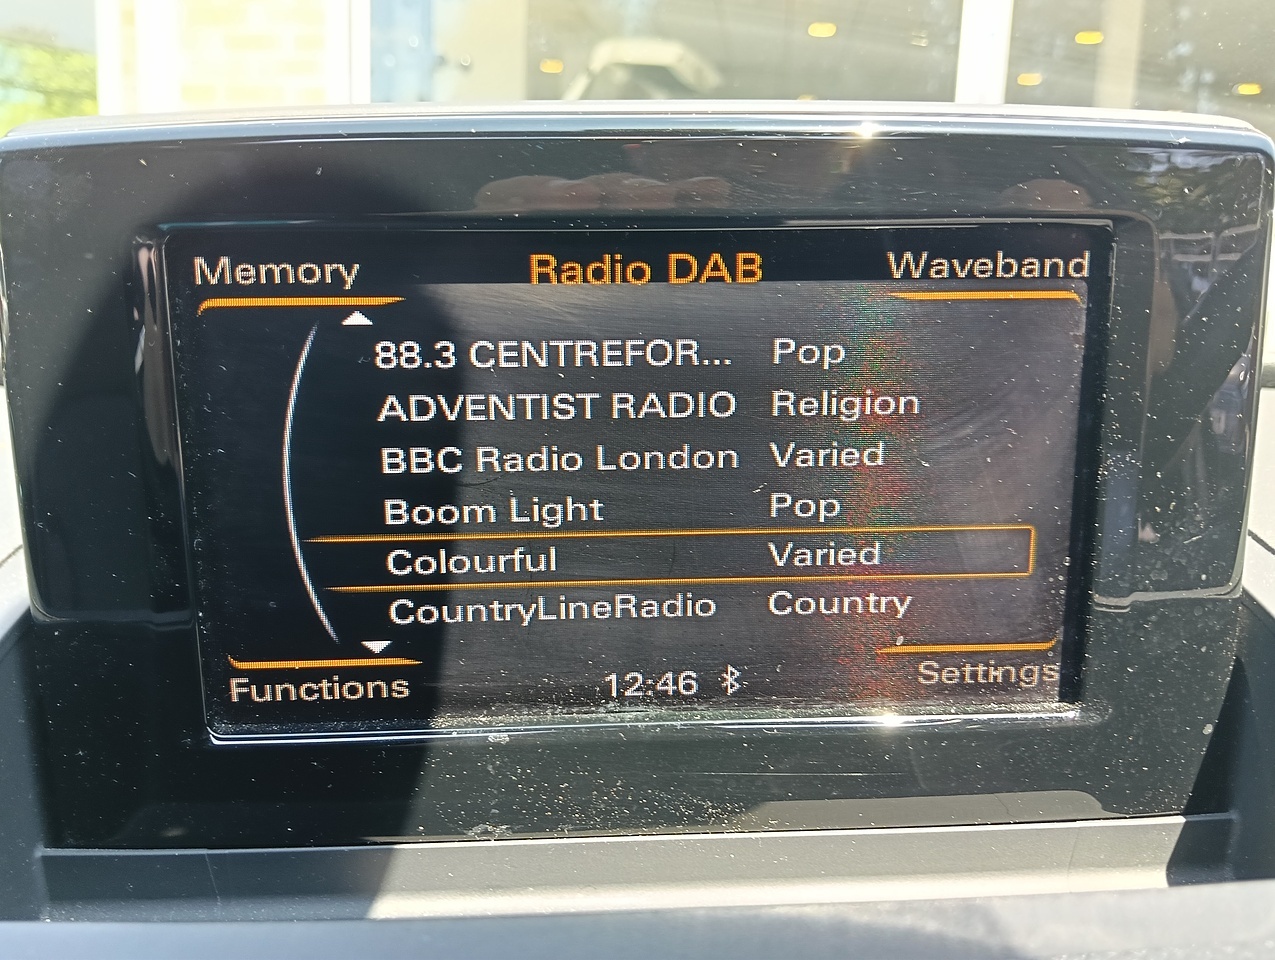 Memory Radio DAB Waveband
88.3 CENTREFOR... Pop
ADVENTIST RADIO Religion
BBC Radio London Varied
Boom Light Pop
Colourful Varied
CountryLineRadio Country
Functions 12:46 Settings